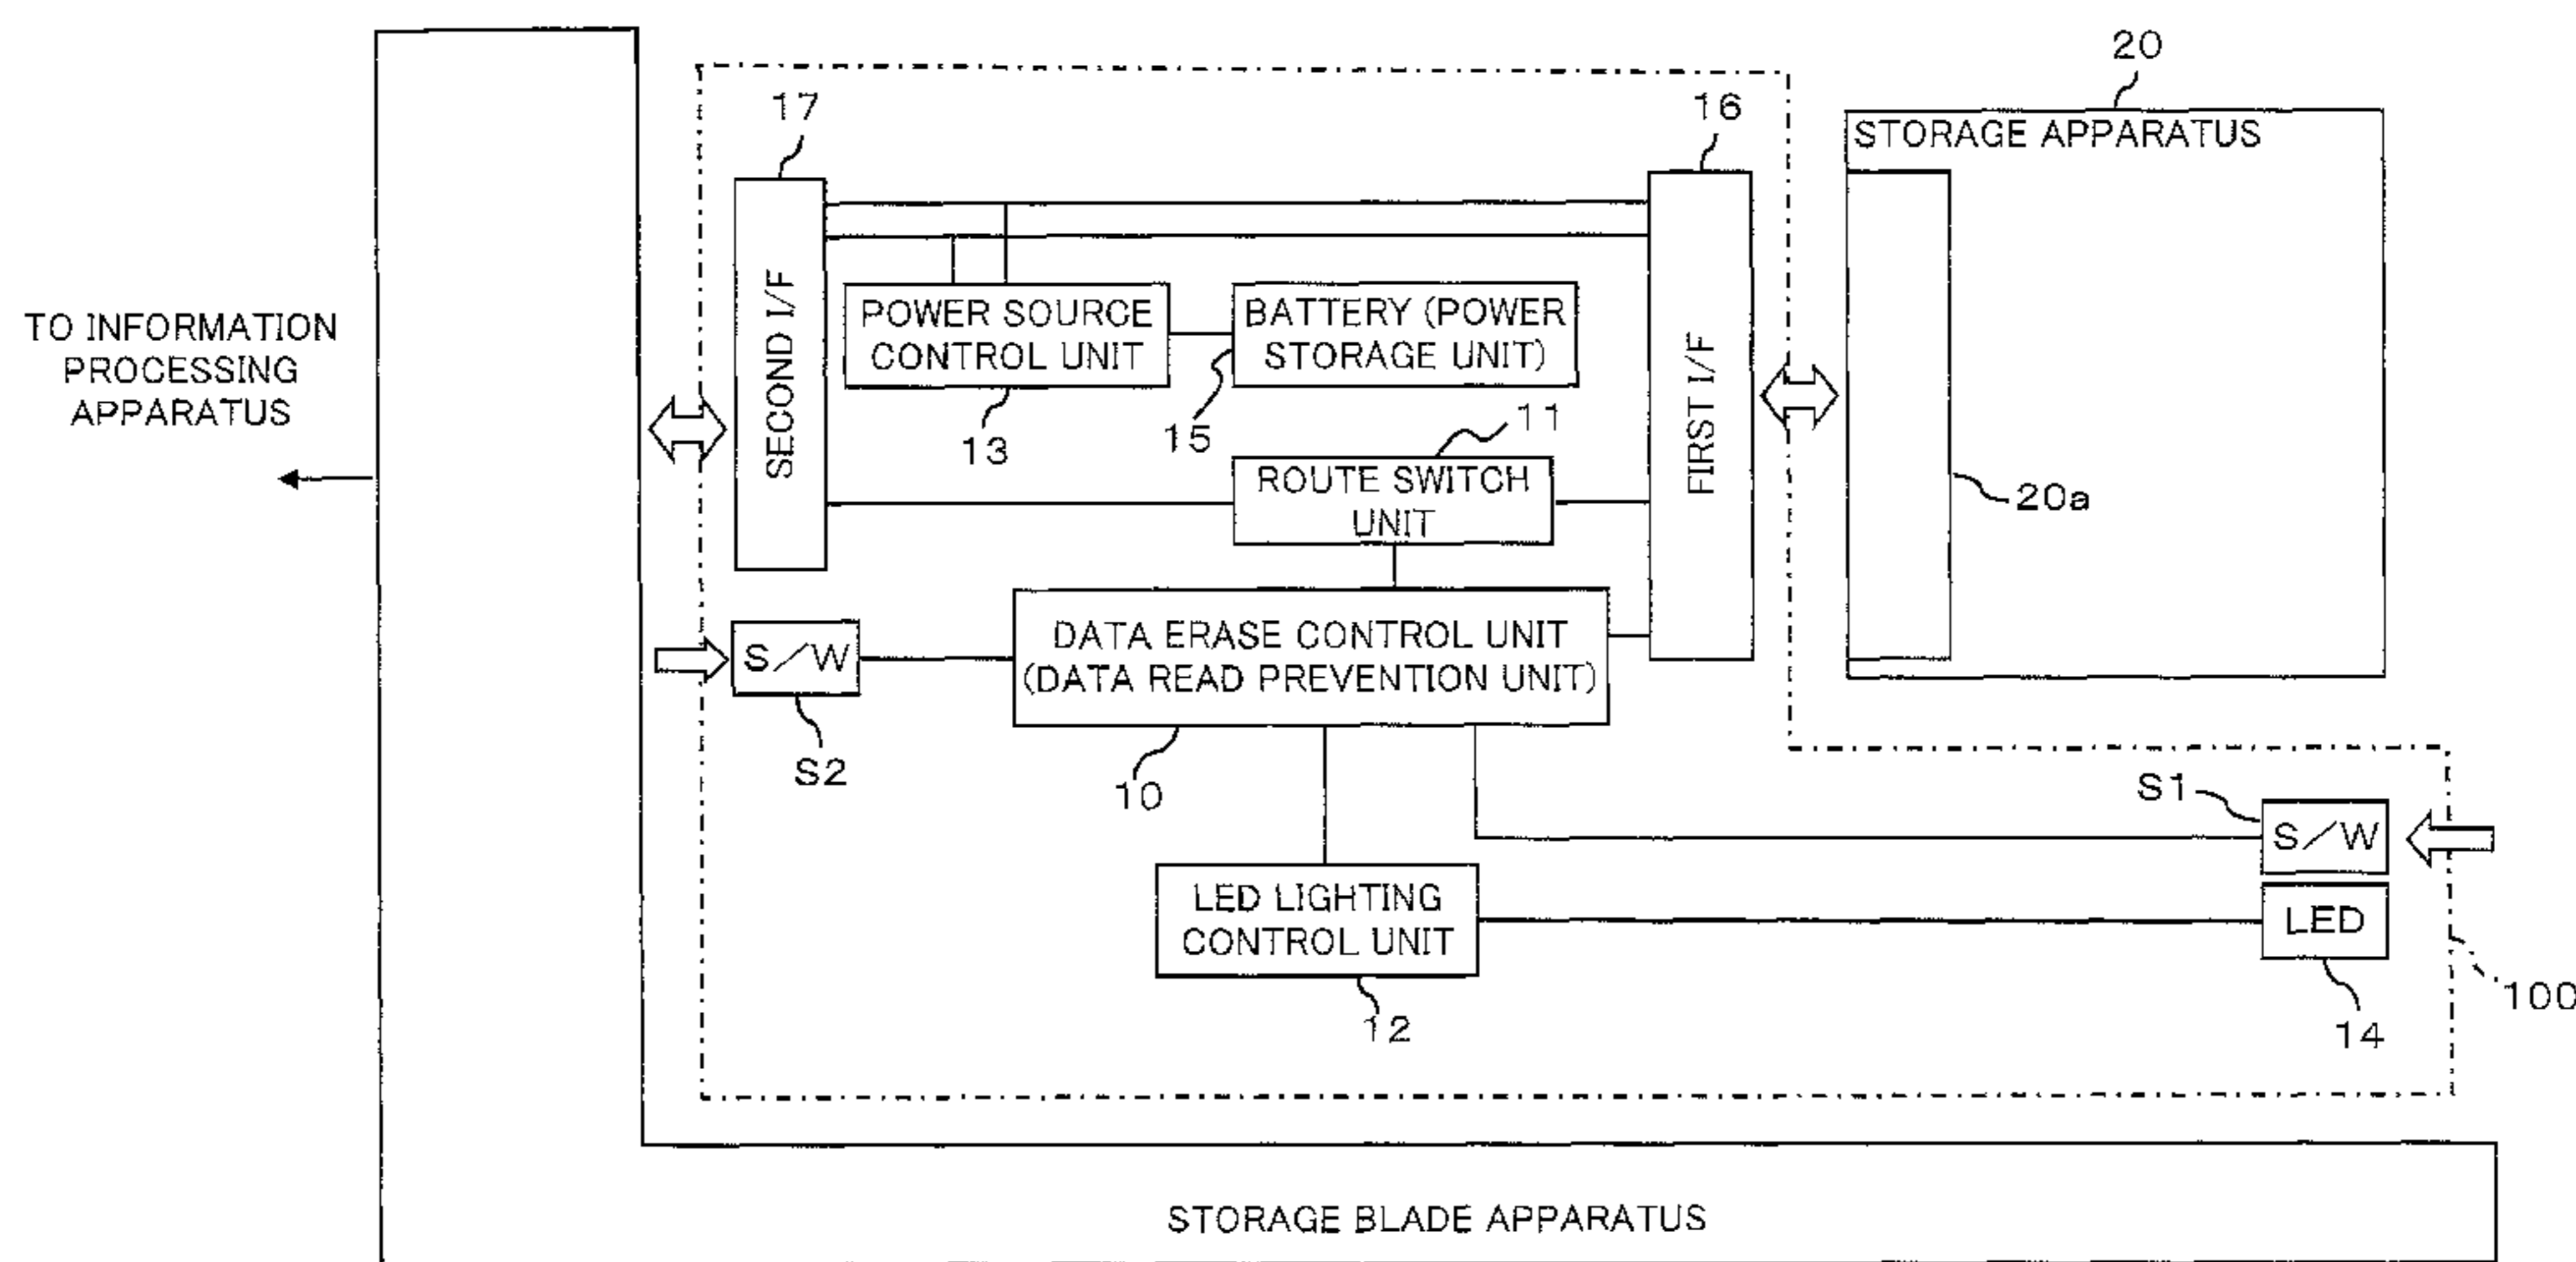 20
STORAGE APPARATUS
17
16
SECOND I/F
POWER SOURCE
CONTROL UNIT
13
BATTERY (POWER
STORAGE UNIT)
15
FIRST I/F
TO INFORMATION
PROCESSING
APPARATUS
11
ROUTE SWITCH
UNIT
20a
S/W
S2
DATA ERASE CONTROL UNIT
(DATA READ PREVENTION UNIT)
10
S1
S/W
LED LIGHTING
CONTROL UNIT
12
LED
14
100
STORAGE BLADE APPARATUS